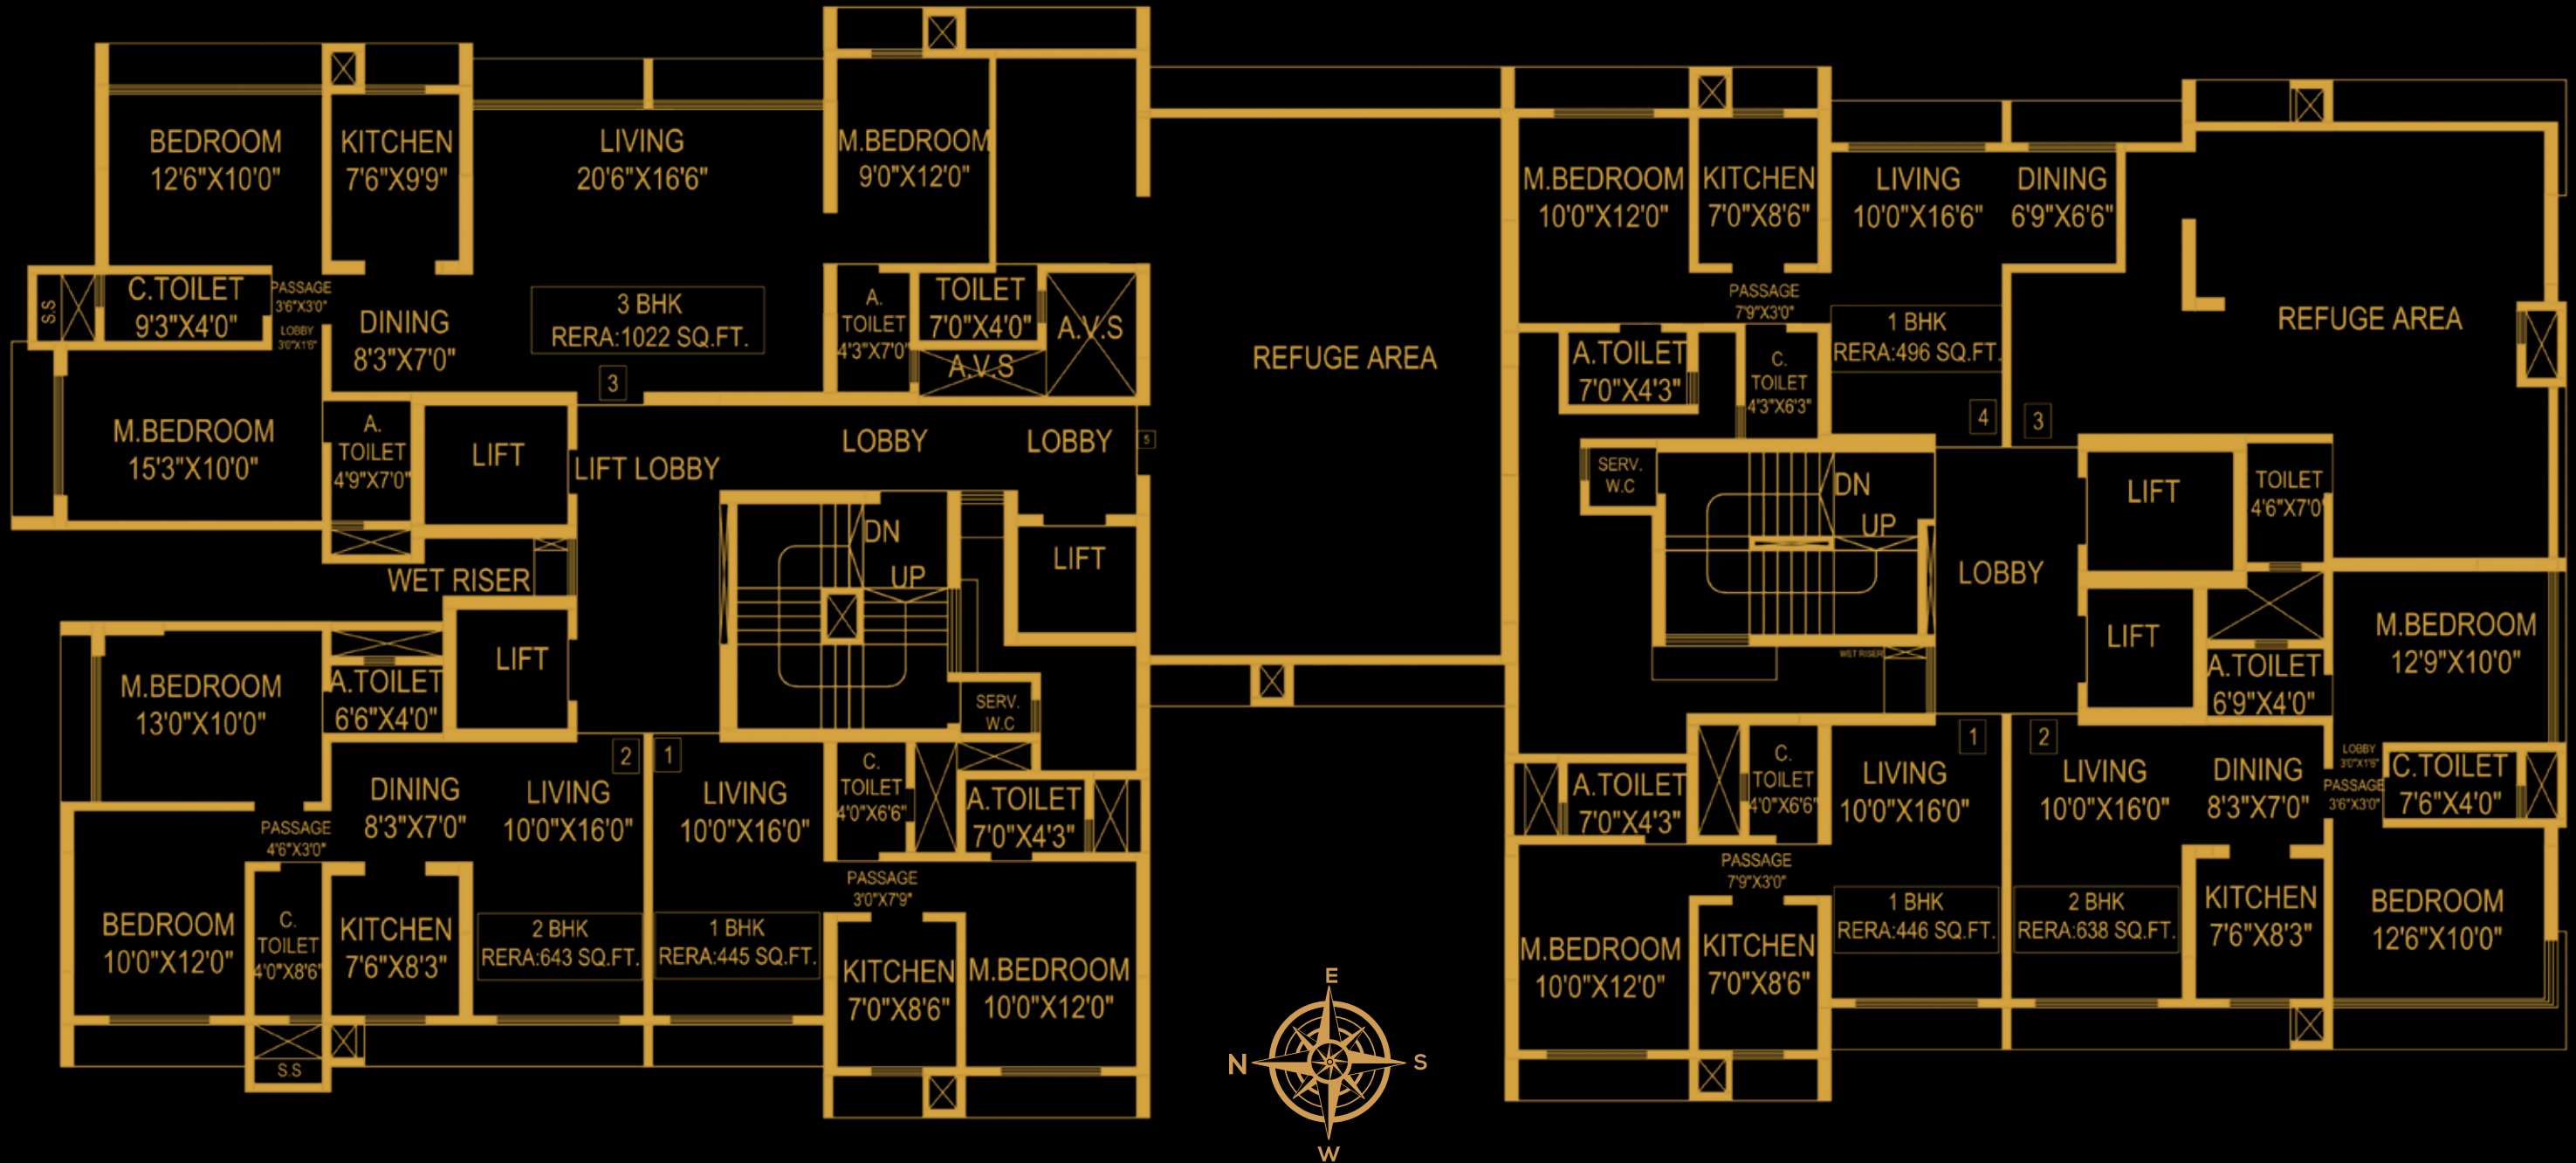 BEDROOM
12'6"X10'0"
KITCHEN
7'6"X9'9"
LIVING
20'6"X16'6"
M.BEDROOM
9'0"X12'0"
C.TOILET
9'3"X4'0"
S.S
PASSAGE
3'6"X3'0"
LOBBY
3'0"X1'6"
DINING
8'3"X7'0"
3 BHK
RERA:1022 SQ.FT.
3
A.
TOILET
4'3"X7'0"
TOILET
7'0"X4'0"
A.V.S
A.V.S
M.BEDROOM
15'3"X10'0"
A.
TOILET
4'9"X7'0"
LIFT
LIFT LOBBY
LOBBY
LOBBY
5
WET RISER
DN
UP
LIFT
LIFT
SERV.
W.C
M.BEDROOM
13'0"X10'0"
A.TOILET
6'6"X4'0"
2
1
DINING
8'3"X7'0"
LIVING
10'0"X16'0"
LIVING
10'0"X16'0"
C.
TOILET
4'0"X6'6"
A.TOILET
7'0"X4'3"
PASSAGE
4'6"X3'0"
PASSAGE
3'0"X7'9"
BEDROOM
10'0"X12'0"
C.
TOILET
4'0"X8'6"
KITCHEN
7'6"X8'3"
2 BHK
RERA:643 SQ.FT.
1 BHK
RERA:445 SQ.FT.
KITCHEN
7'0"X8'6"
M.BEDROOM
10'0"X12'0"
S.S
REFUGE AREA
E
N
S
W
M.BEDROOM
10'0"X12'0"
KITCHEN
7'0"X8'6"
LIVING
10'0"X16'6"
DINING
6'9"X6'6"
PASSAGE
7'9"X3'0"
1 BHK
RERA:496 SQ.FT.
REFUGE AREA
A.TOILET
7'0"X4'3"
C.
TOILET
4'3"X6'3"
4
3
SERV.
W.C
DN
UP
LOBBY
LIFT
TOILET
4'6"X7'0"
LIFT
WET RISER
A.TOILET
6'9"X4'0"
M.BEDROOM
12'9"X10'0"
1
2
A.TOILET
7'0"X4'3"
C.
TOILET
4'0"X6'6"
LIVING
10'0"X16'0"
LIVING
10'0"X16'0"
DINING
8'3"X7'0"
LOBBY
3'0"X1'6"
PASSAGE
3'6"X3'0"
C.TOILET
7'6"X4'0"
PASSAGE
7'9"X3'0"
M.BEDROOM
10'0"X12'0"
KITCHEN
7'0"X8'6"
1 BHK
RERA:446 SQ.FT.
2 BHK
RERA:638 SQ.FT.
KITCHEN
7'6"X8'3"
BEDROOM
12'6"X10'0"